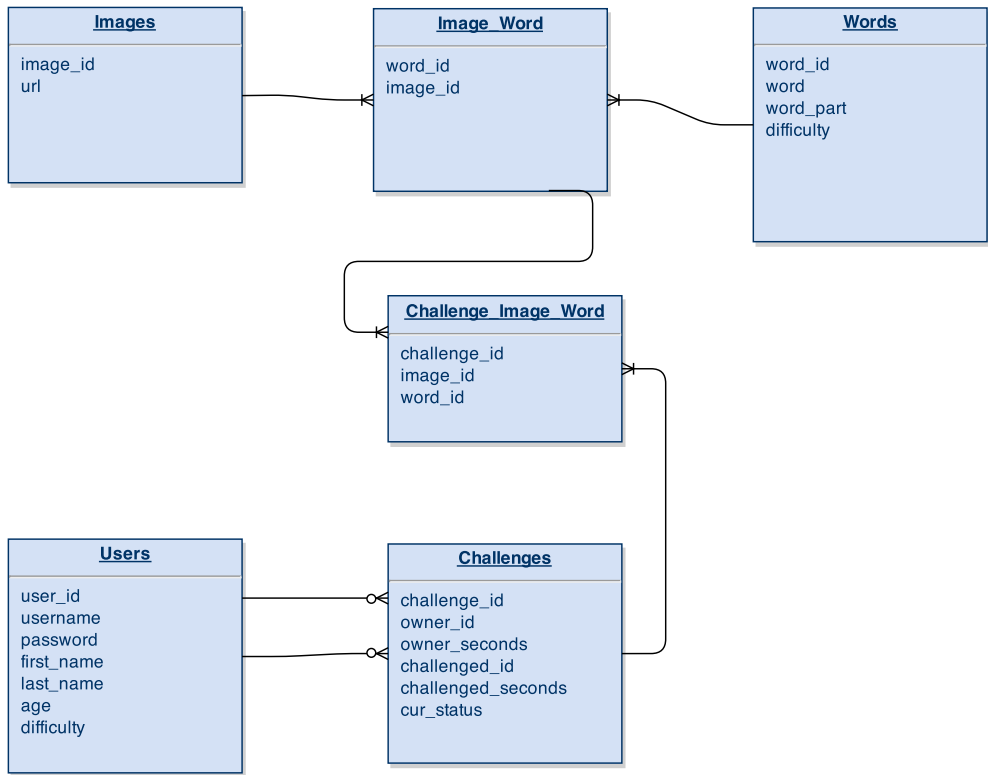 Images
image_id
url
Image_Word
word_id
image_id
Words
word_id
word
word_part
difficulty
Challenge_Image_Word
challenge_id
image_id
word_id
Users
user_id
username
password
first_name
last_name
age
difficulty
Challenges
challenge_id
owner_id
owner_seconds
challenged_id
challenged_seconds
cur_status